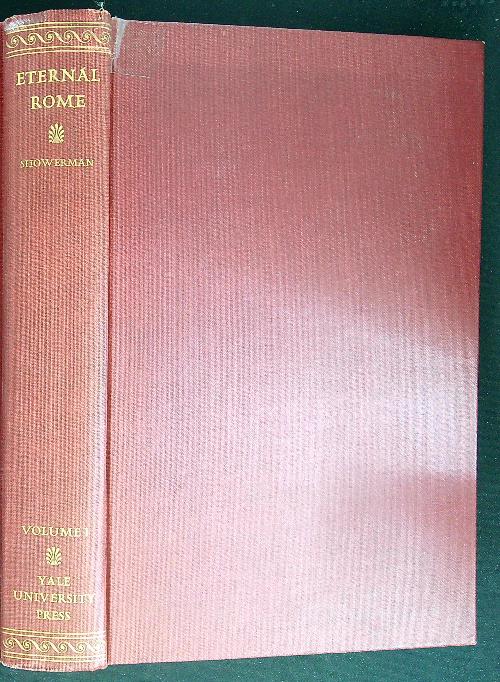 ETERNAL
ROME
SHOWERMAN
VOLUME I
YALE
UNIVERSITY
PRESS